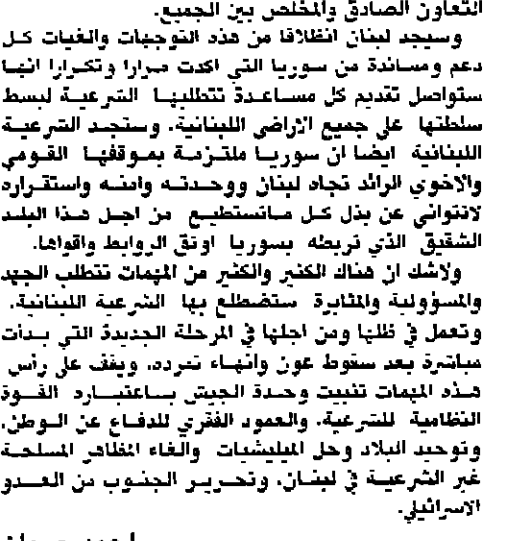 التعاون الصادق والمخلص بين الجميع.
وسيجد لبنان انطلاقا من هذه التوجهات والغيات كل
دعم ومساندة من سوريا التي اكدت مرارا وتكرارا انها
ستواصل تقديم كل مساعدة تتطلبها الشرعية لبسط
سلطتها على جميع الاراضي اللبنانية. وستجد الشرعية
اللبنانية ايضا ان سوريا ملتزمة بموقفها القومي
والاخوي الرائد تجاه لبنان ووحدته وامنه واستقراره
لاتتوانى عن بذل كل ماتستطيع من اجل هذا البلد
الشقيق الذي تربطه بسوريا اوثق الروابط واقواها.
ولاشك ان هناك الكثير والكثير من المهمات تتطلب الجهد
والمسؤولية والمثابرة ستضطلع بها الشرعية اللبنانية.
وتعمل في ظلها ومن اجلها في المرحلة الجديدة التي بدأت
مباشرة بعد سقوط عون وانهاء تمرده. ويقف على رأس
هذه المهمات تثبيت وحدة الجيش باعتباره القوة
النظامية للشرعية. والعمود الفقري للدفاع عن الوطن.
وتوحيد البلاد وحل الميليشيات والغاء المظاهر المسلحة
غير الشرعية في لبنان. وتحرير الجنوب من العدو
الاسرائيلي.